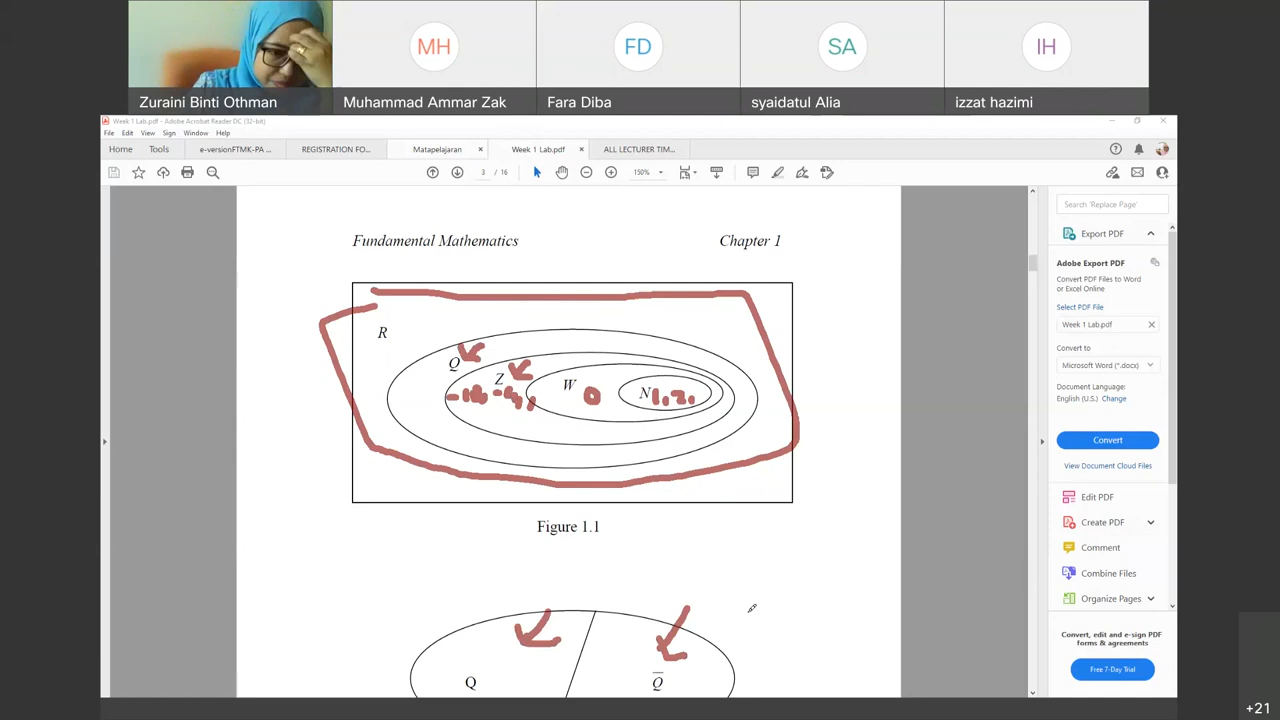 MH
FD
SA
IH
Zuraini Binti Othman
Muhammad Ammar Zak
Fara Diba
syaidatul Alia
izzat hazimi
Week 1 Lab.pdf - Adobe Acrobat Reader DC (32-bit)
File Edit View Sign Window Help
Home Tools e-versionFTMK-PA ... REGISTRATION FO... Matapelajaran Week 1 Lab.pdf ALL LECTURER TIM...
3 / 16 150%
Fundamental Mathematics Chapter 1
R
Q
Z
W
N
-10, -9, 0 1, 2,
Figure 1.1
Q
Q̅
Search 'Replace Page'
Export PDF
Adobe Export PDF
Convert PDF Files to Word
or Excel Online
Select PDF File
Week 1 Lab.pdf
Convert to
Microsoft Word (*.docx)
Document Language:
English (U.S.) Change
Convert
View Document Cloud Files
Edit PDF
Create PDF
Comment
Combine Files
Organize Pages
Convert, edit and e-sign PDF
forms & agreements
Free 7-Day Trial
+21